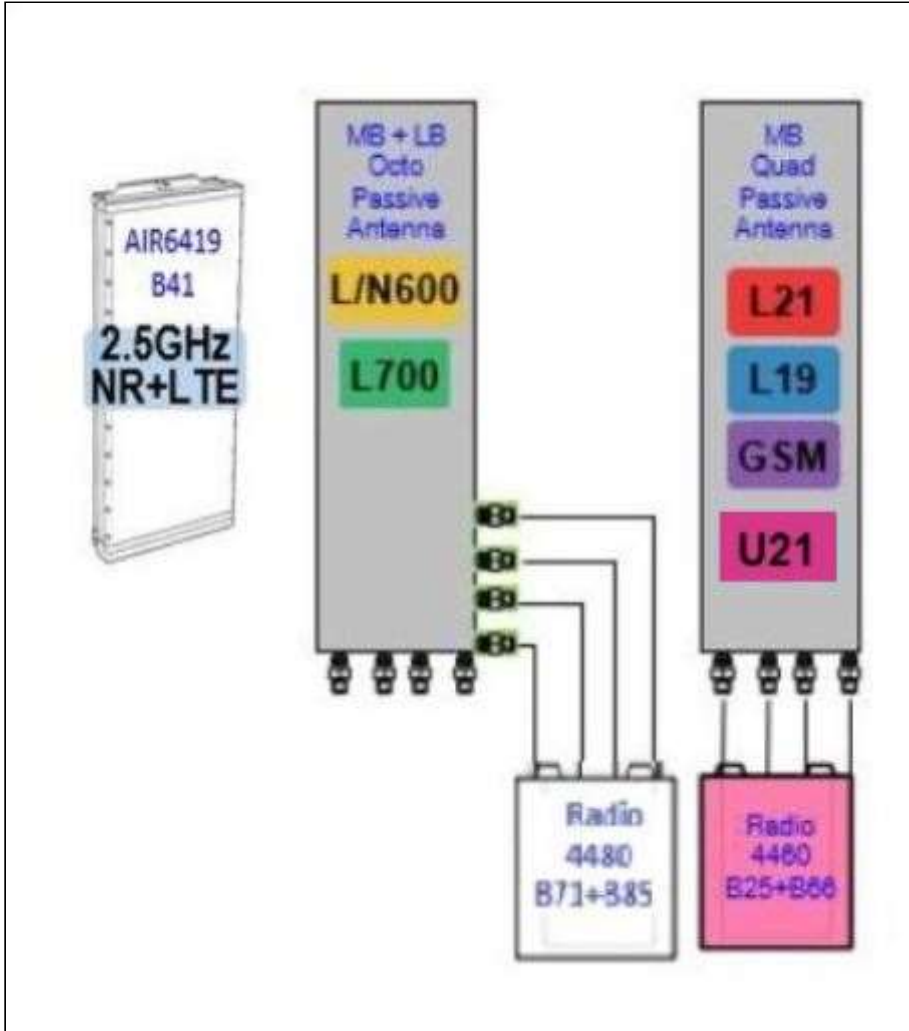 AIR6419
B41
2.5GHz
NR+LTE
MB + LB
Octo
Passive
Antenna
L/N600
L700
MB
Quad
Passive
Antenna
L21
L19
GSM
U21
Radio
4480
B71+B85
Radio
4460
B25+B66